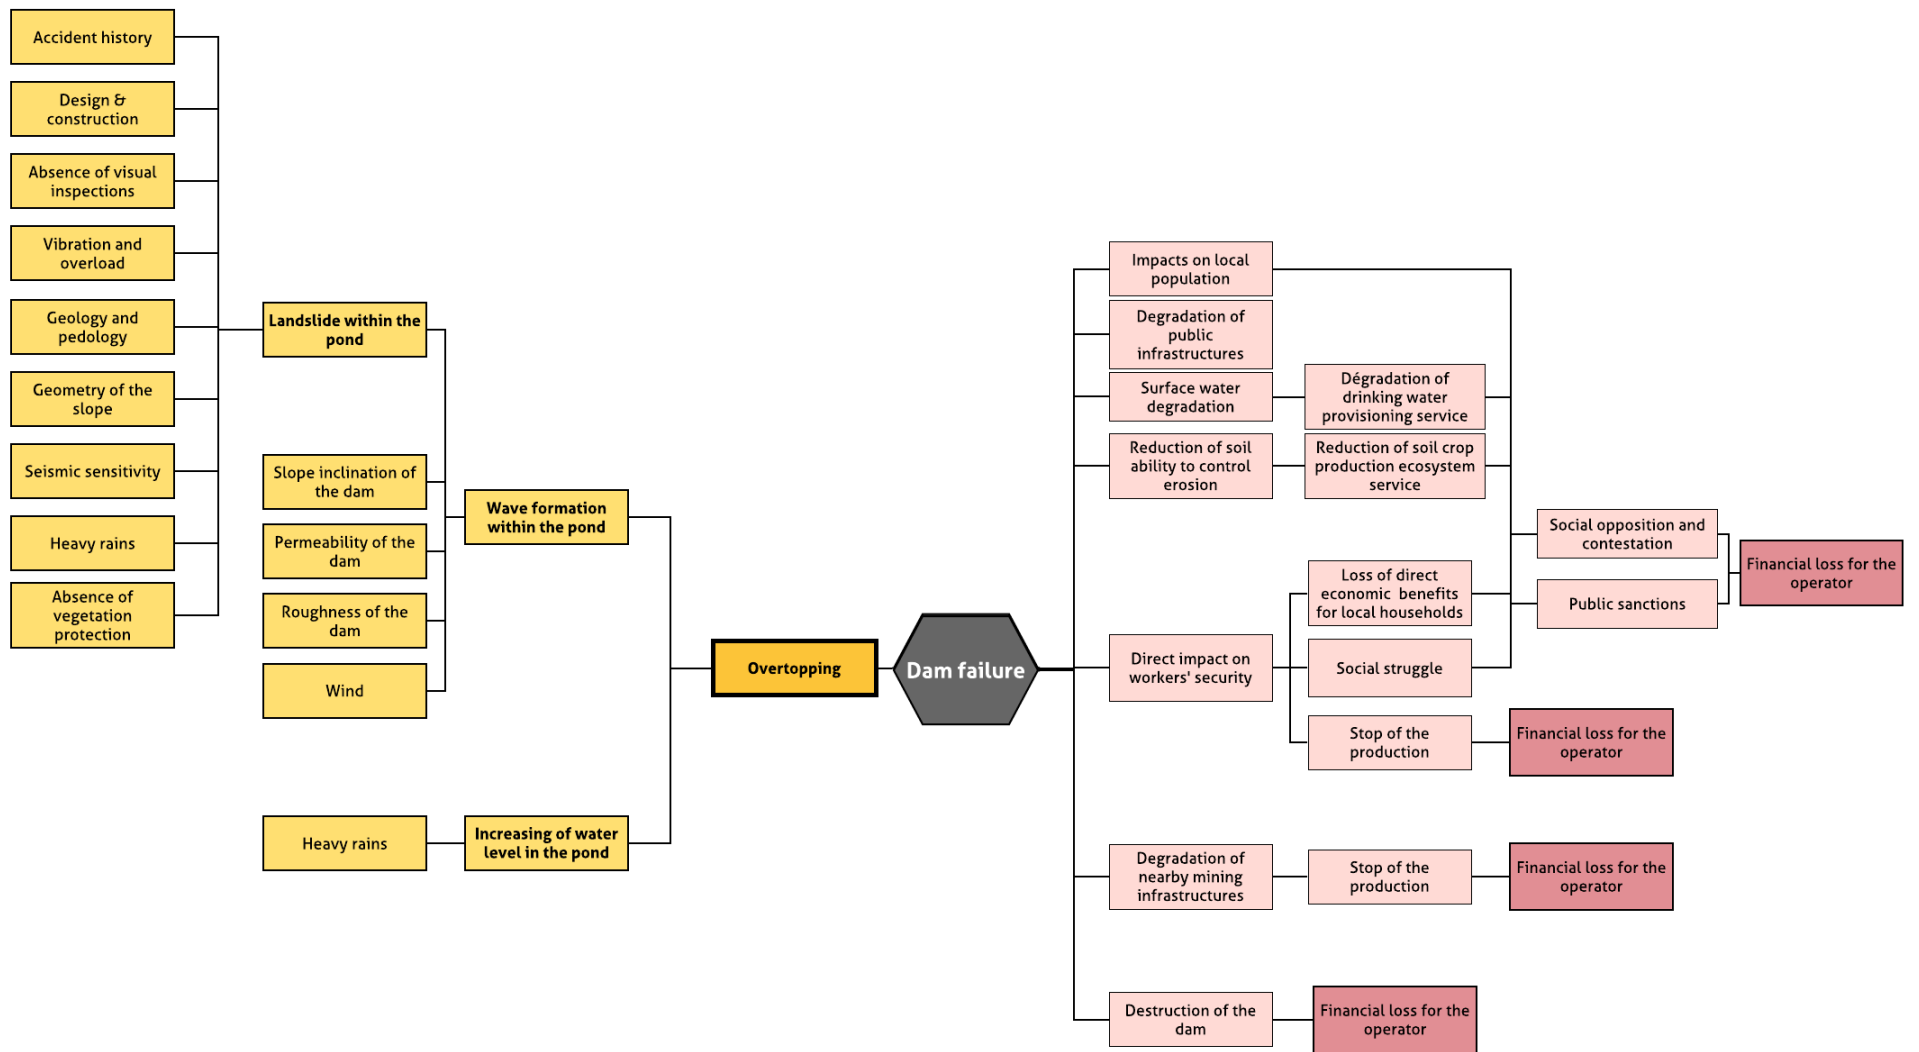 Accident history
Design &
construction
Absence of visual
inspections
Vibration and
overload
Geology and
pedology
Geometry of the
slope
Seismic sensitivity
Heavy rains
Absence of
vegetation
protection
Landslide within the
pond
Slope inclination of
the dam
Permeability of the
dam
Roughness of the
dam
Wind
Heavy rains
Wave formation
within the pond
Increasing of water
level in the pond
Overtopping
Dam failure
Impacts on local
population
Degradation of
public
infrastructures
Surface water
degradation
Reduction of soil
ability to control
erosion
Direct impact on
workers' security
Degradation of
nearby mining
infrastructures
Destruction of the
dam
Dégradation of
drinking water
provisioning service
Reduction of soil crop
production ecosystem
service
Loss of direct
economic benefits
for local households
Social struggle
Stop of the
production
Stop of the
production
Financial loss for the
operator
Social opposition and
contestation
Public sanctions
Financial loss for the
operator
Financial loss for the
operator
Financial loss for the
operator